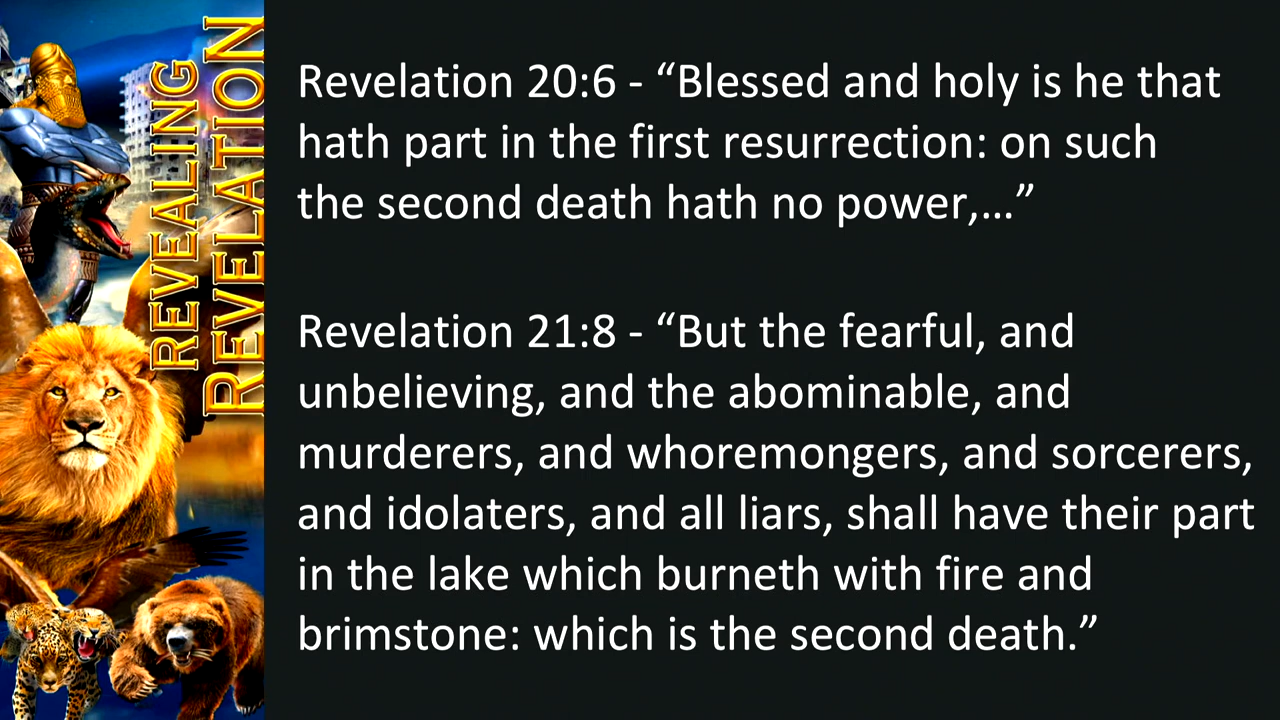 REVEALING
REVELATION
Revelation 20:6 - “Blessed and holy is he that
hath part in the first resurrection: on such
the second death hath no power,…”
Revelation 21:8 - “But the fearful, and
unbelieving, and the abominable, and
murderers, and whoremongers, and sorcerers,
and idolaters, and all liars, shall have their part
in the lake which burneth with fire and
brimstone: which is the second death.”